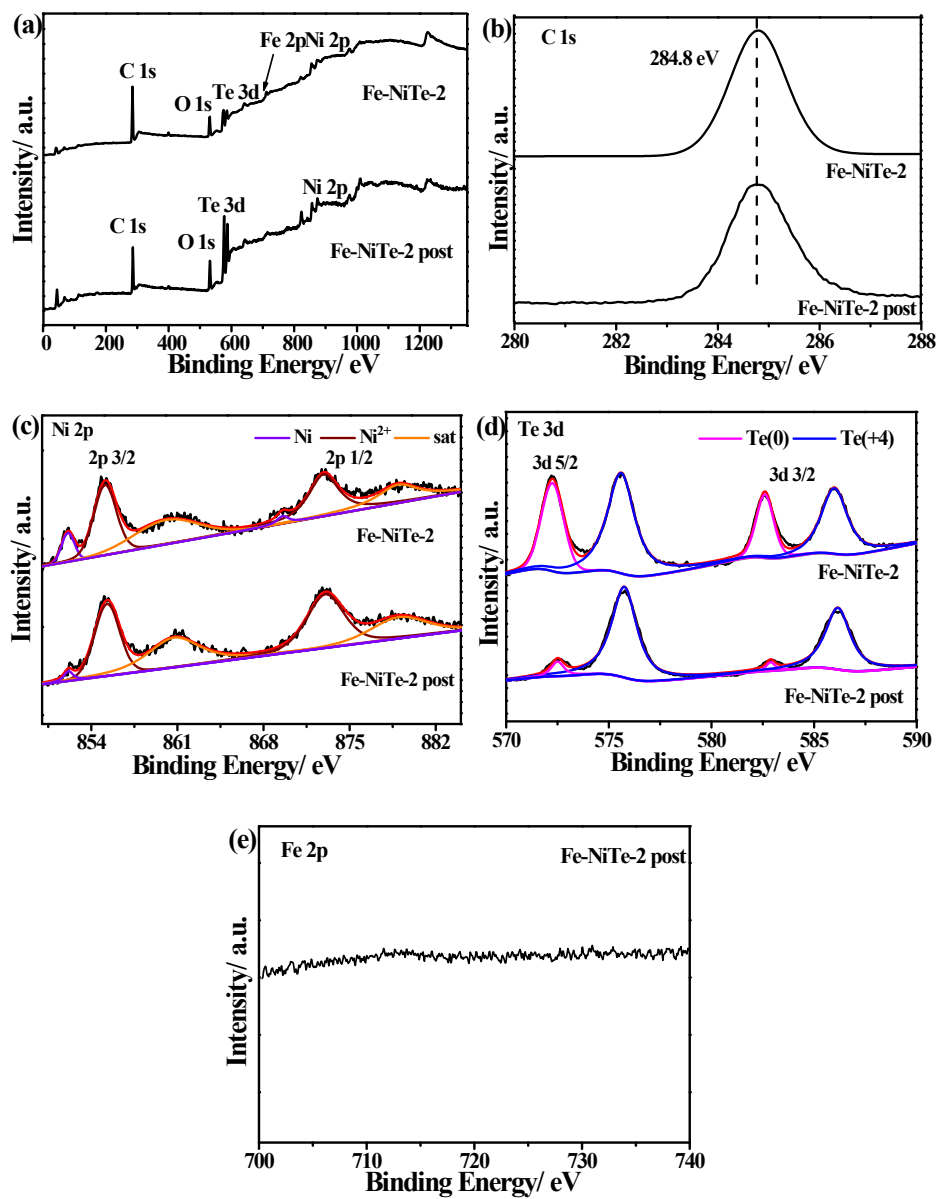 (a)
Fe 2p Ni 2p
C 1s
Te 3d
O 1s
Fe-NiTe-2
Ni 2p
Te 3d
C 1s
O 1s
Fe-NiTe-2 post
Intensity/ a.u.
0 200 400 600 800 1000 1200
Binding Energy/ eV
(b)
C 1s
284.8 eV
Fe-NiTe-2
Fe-NiTe-2 post
Intensity/ a.u.
280 282 284 286 288
Binding Energy/ eV
(c)
Ni 2p
Ni Ni²⁺ sat
2p 3/2
2p 1/2
Fe-NiTe-2
Fe-NiTe-2 post
Intensity/ a.u.
854 861 868 875 882
Binding Energy/ eV
(d)
Te 3d
Te(0) Te(+4)
3d 5/2
3d 3/2
Fe-NiTe-2
Fe-NiTe-2 post
Intensity/ a.u.
570 575 580 585 590
Binding Energy/ eV
(e)
Fe 2p
Fe-NiTe-2 post
Intensity/ a.u.
700 710 720 730 740
Binding Energy/ eV